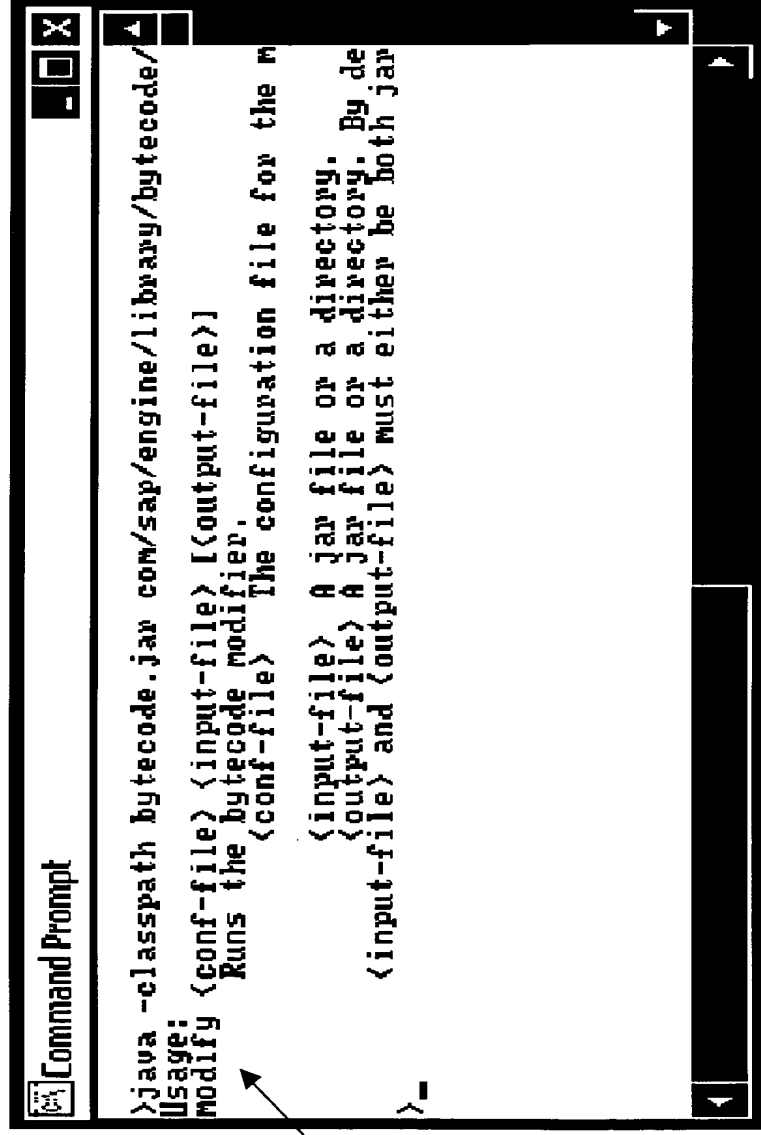 Command Prompt
>java -classpath bytecode.jar com/sap/engine/library/bytecode/
Usage:
Modify <conf-file> <input-file> [<output-file>]
Runs the bytecode modifier.
<conf-file> The configuration file for the m
<input-file> A jar file or a directory.
<output-file> A jar file or a directory. By de
<input-file> and <output-file> must either be both jar
>_